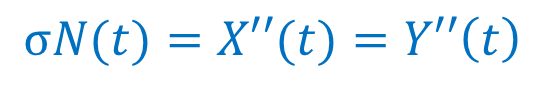 σN(t) = X′′(t) = Y′′(t)